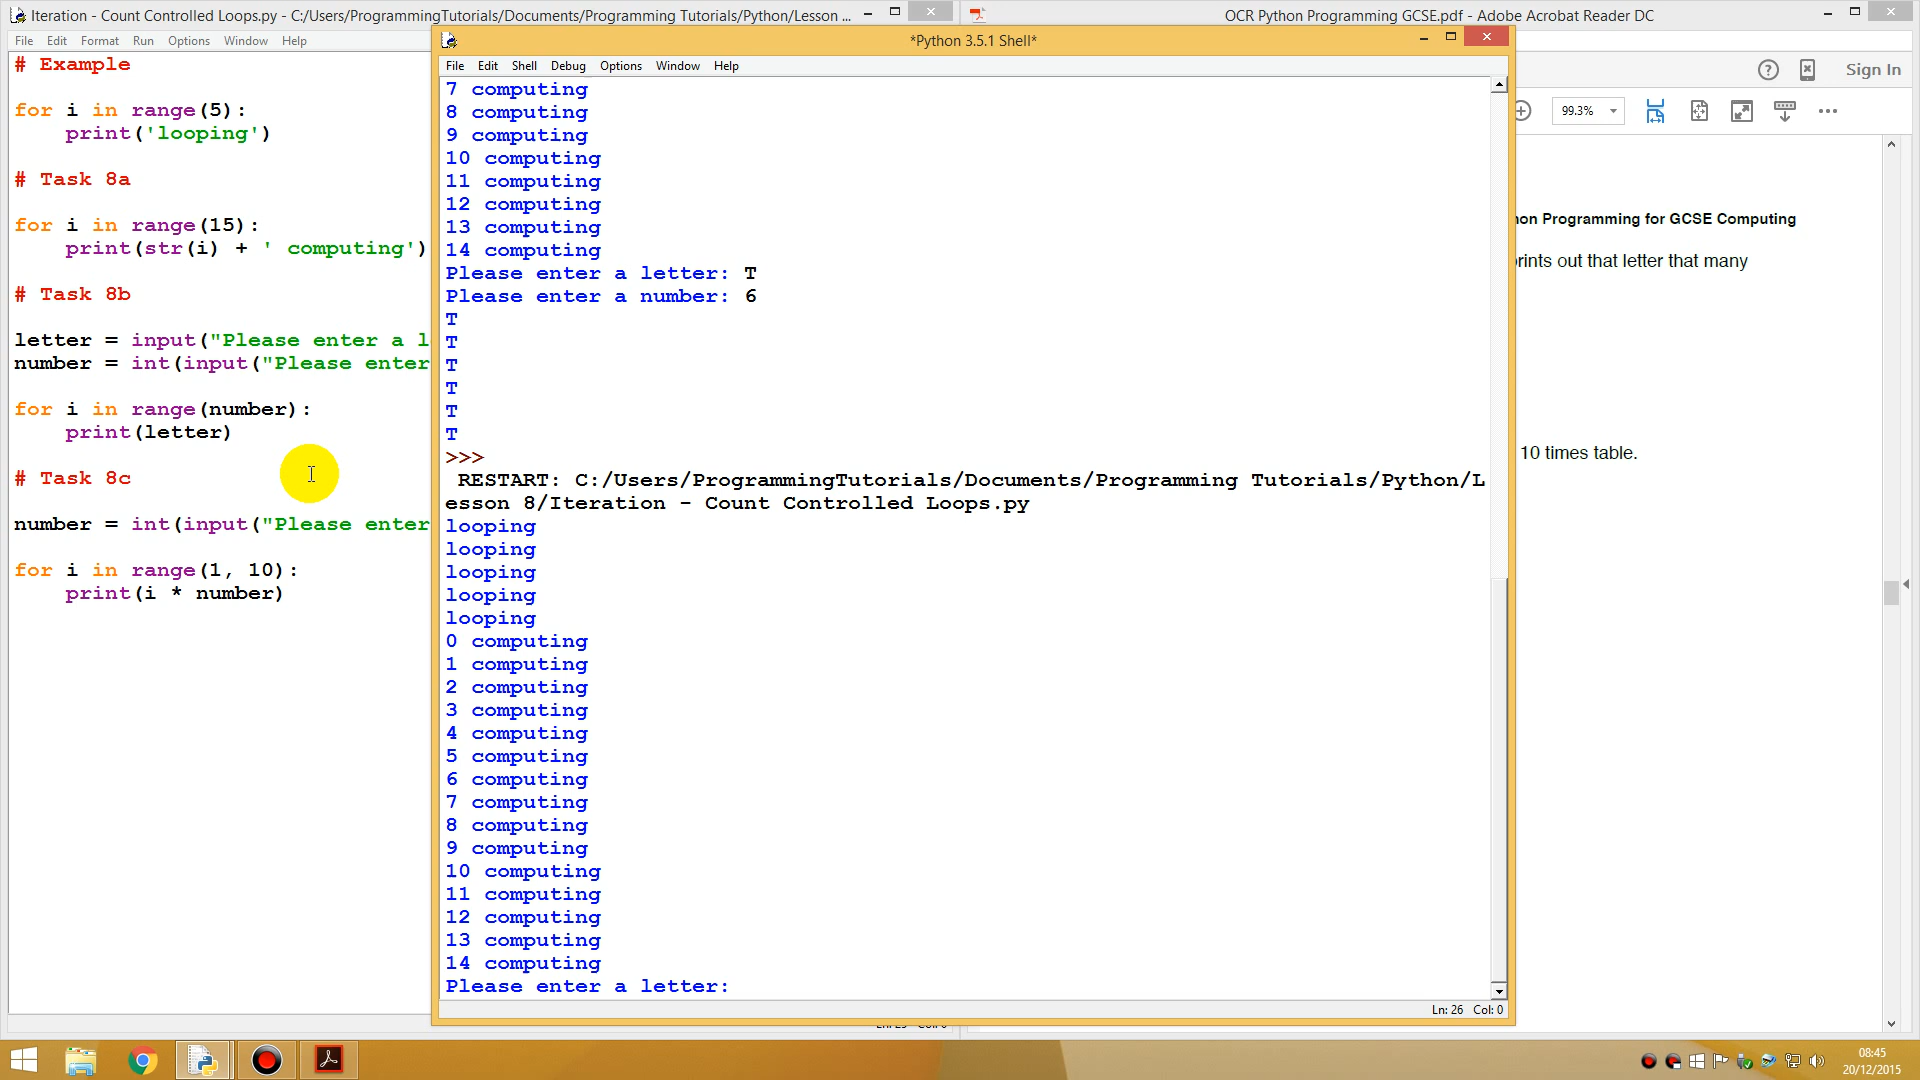 Iteration - Count Controlled Loops.py - C:/Users/ProgrammingTutorials/Documents/Programming Tutorials/Python/Lesson ...
File Edit Format Run Options Window Help
# Example
for i in range(5):
    print('looping')
# Task 8a
for i in range(15):
    print(str(i) + ' computing')
# Task 8b
letter = input("Please enter a l
number = int(input("Please enter
for i in range(number):
    print(letter)
# Task 8c
number = int(input("Please enter
for i in range(1, 10):
    print(i * number)
*Python 3.5.1 Shell*
File Edit Shell Debug Options Window Help
7 computing
8 computing
9 computing
10 computing
11 computing
12 computing
13 computing
14 computing
Please enter a letter: T
Please enter a number: 6
T
T
T
T
T
T
>>>
RESTART: C:/Users/ProgrammingTutorials/Documents/Programming Tutorials/Python/L
esson 8/Iteration - Count Controlled Loops.py
looping
looping
looping
looping
looping
0 computing
1 computing
2 computing
3 computing
4 computing
5 computing
6 computing
7 computing
8 computing
9 computing
10 computing
11 computing
12 computing
13 computing
14 computing
Please enter a letter:
Ln: 26 Col: 0
OCR Python Programming GCSE.pdf - Adobe Acrobat Reader DC
Sign In
99.3%
on Programming for GCSE Computing
rints out that letter that many
10 times table.
08:45
20/12/2015